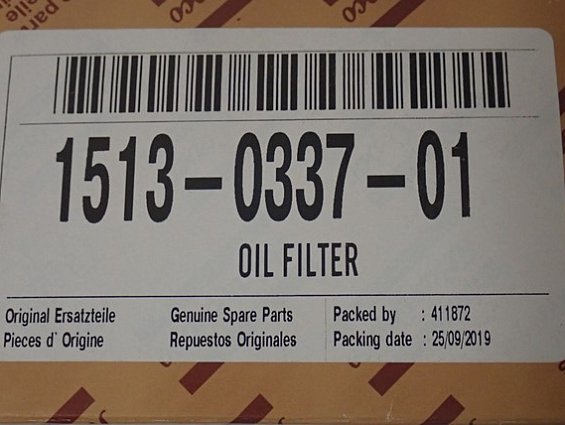 1513-0337-01
OIL FILTER
Original Ersatzteile
Pieces d` Origine
Genuine Spare Parts
Repuestos Originales
Packed by : 411872
Packing date : 25/09/2019